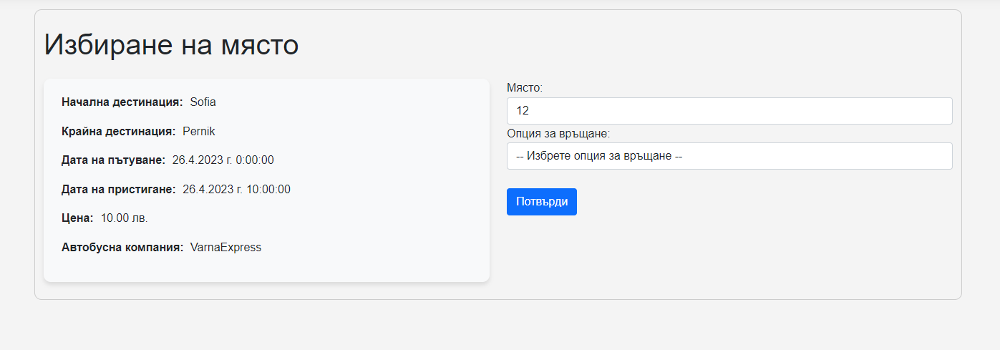 Избиране на място
Начална дестинация: Sofia
Крайна дестинация: Pernik
Дата на пътуване: 26.4.2023 г. 0:00:00
Дата на пристигане: 26.4.2023 г. 10:00:00
Цена: 10.00 лв.
Автобусна компания: VarnaExpress
Място:
12
Опция за връщане:
-- Избрете опция за връщане --
Потвърди